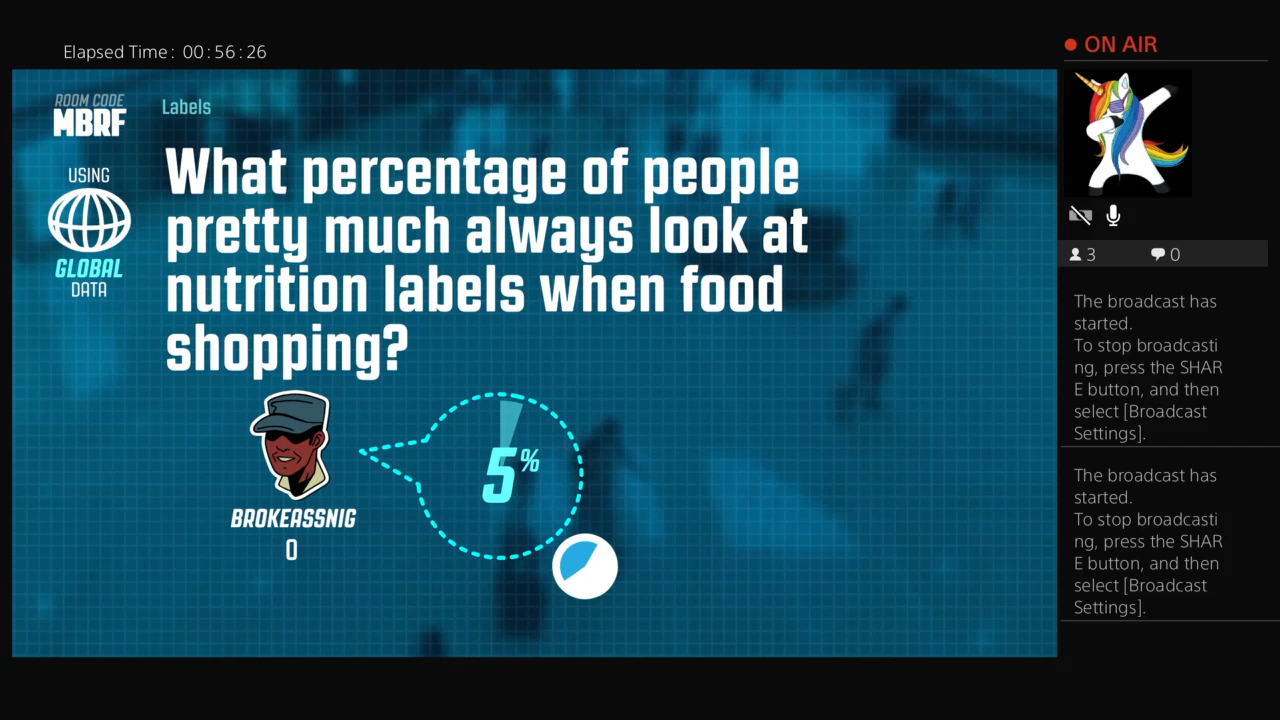 Elapsed Time: 00:56:26
ON AIR
ROOM CODE
MBRF
Labels
USING
GLOBAL
DATA
What percentage of people
pretty much always look at
nutrition labels when food
shopping?
5%
BROKEASSNIG
0
3
0
The broadcast has
started.
To stop broadcasti
ng, press the SHAR
E button, and then
select [Broadcast
Settings].
The broadcast has
started.
To stop broadcasti
ng, press the SHAR
E button, and then
select [Broadcast
Settings].